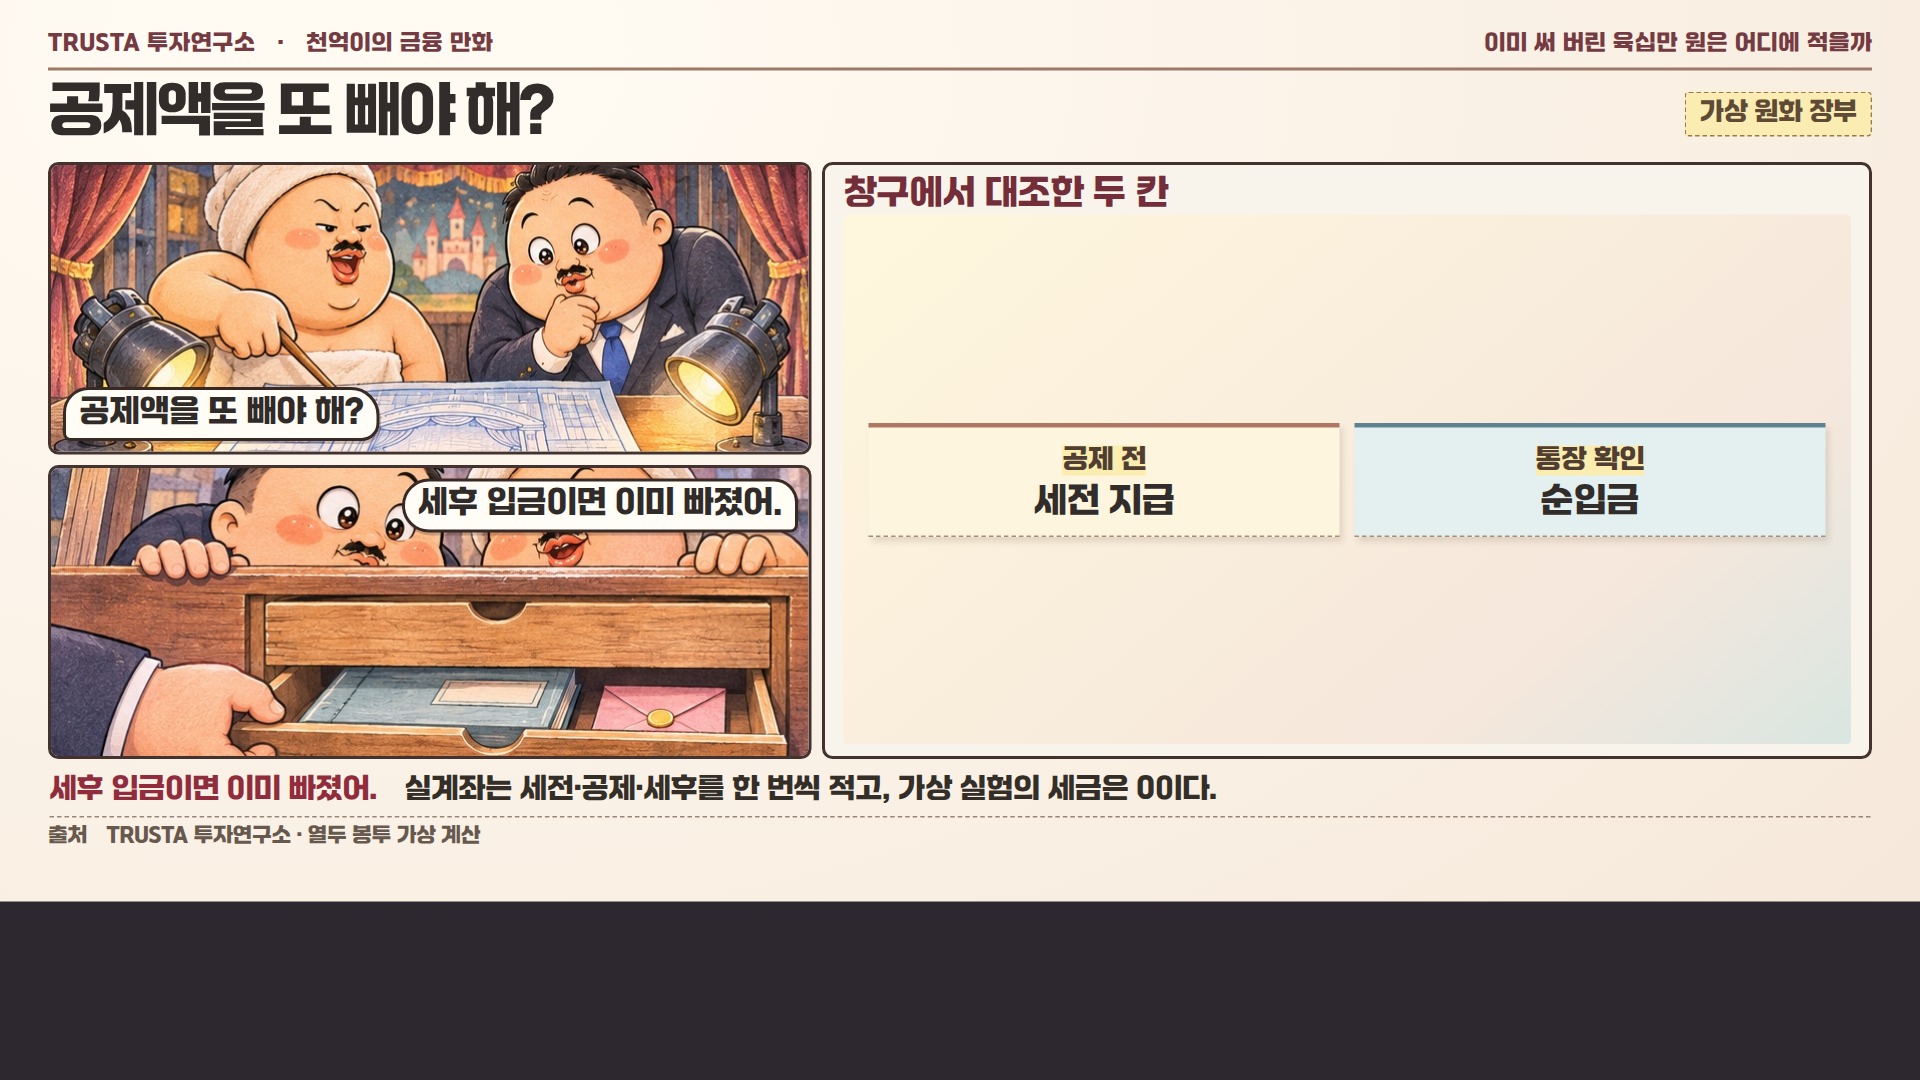 TRUSTA 투자연구소 · 천억이의 금융 만화
이미 써 버린 육십만 원은 어디에 적을까
공제액을 또 빼야 해?
가상 원화 장부
공제액을 또 빼야 해?
세후 입금이면 이미 빠졌어.
창구에서 대조한 두 칸
공제 전
세전 지급
통장 확인
순입금
세후 입금이면 이미 빠졌어. 실계좌는 세전·공제·세후를 한 번씩 적고, 가상 실험의 세금은 0이다.
출처 TRUSTA 투자연구소 · 열두 봉투 가상 계산